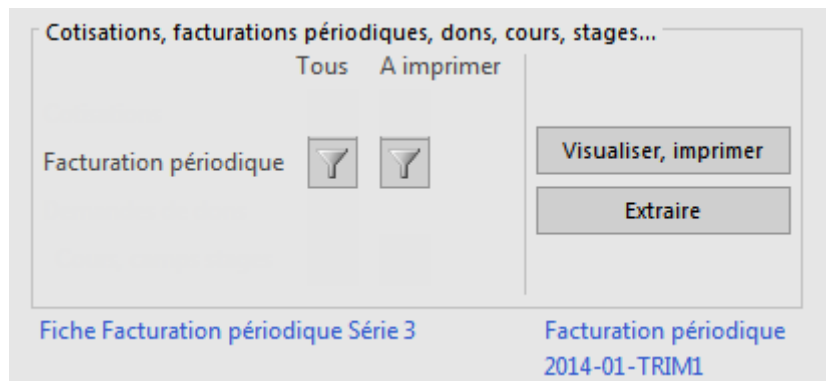 Cotisations, facturations périodiques, dons, cours, stages...
Tous A imprimer
Facturation périodique
Visualiser, imprimer
Extraire
Fiche Facturation périodique Série 3
Facturation périodique
2014-01-TRIM1